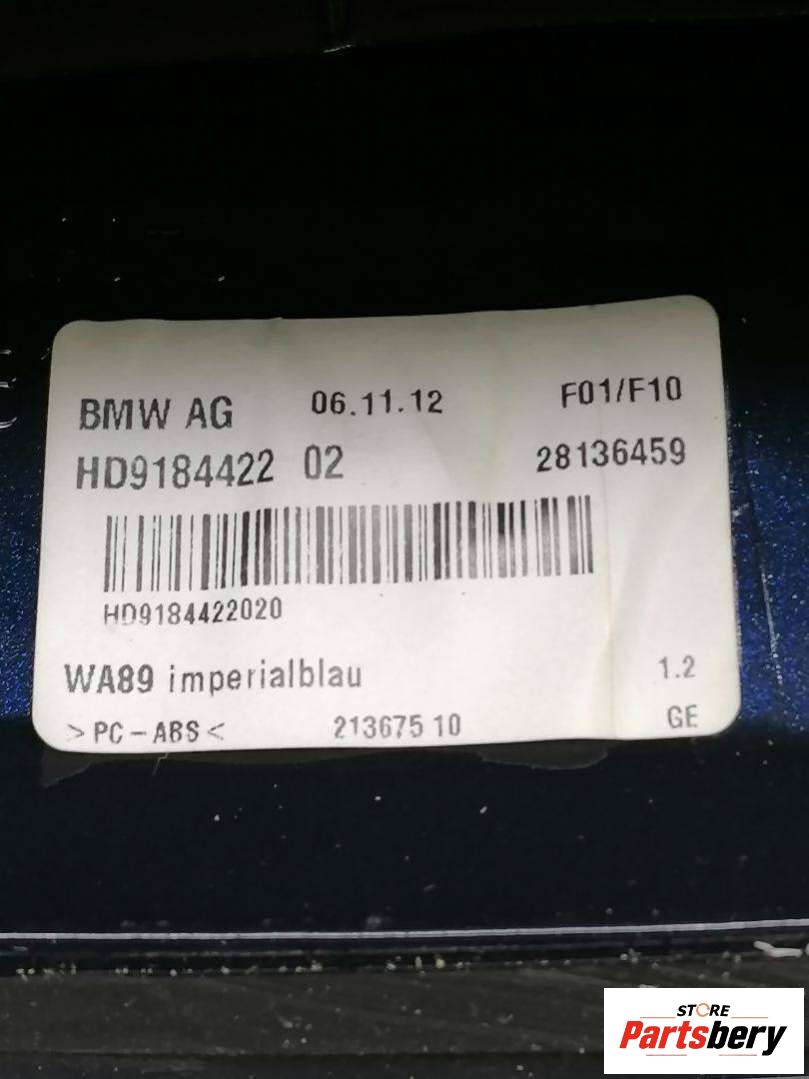 BMW AG 06.11.12 F01/F10
HD9184422 02 28136459
HD9184422020
WA89 imperialblau 1.2
>PC-ABS< 213675 10 GE
STORE
Partsbery